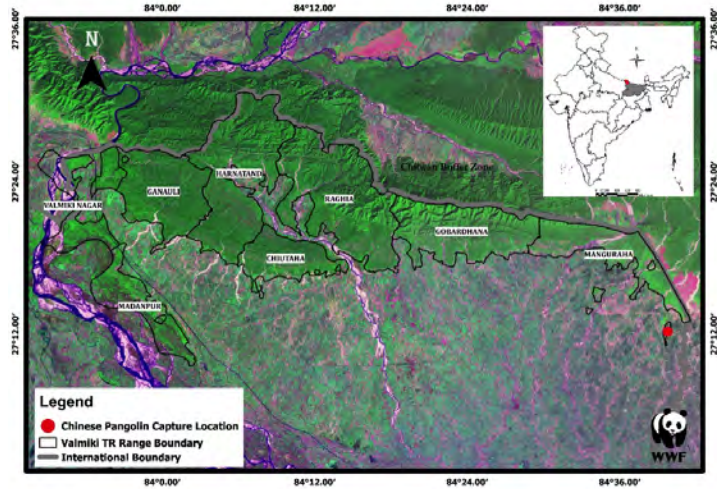 84°0.00'
84°12.00'
84°24.00'
84°36.00'
27°36.00'
27°36.00'
N
Chitwan Buffer Zone
27°24.00'
27°24.00'
HARNATAND
VALMIKI NAGAR
GANAULI
RAGHIA
GOBARDHANA
CHIUTAHA
MANGURAHA
MADANPUR
27°12.00'
27°12.00'
Legend
Chinese Pangolin Capture Location
Valmiki TR Range Boundary
International Boundary
WWF
84°0.00'
84°12.00'
84°24.00'
84°36.00'